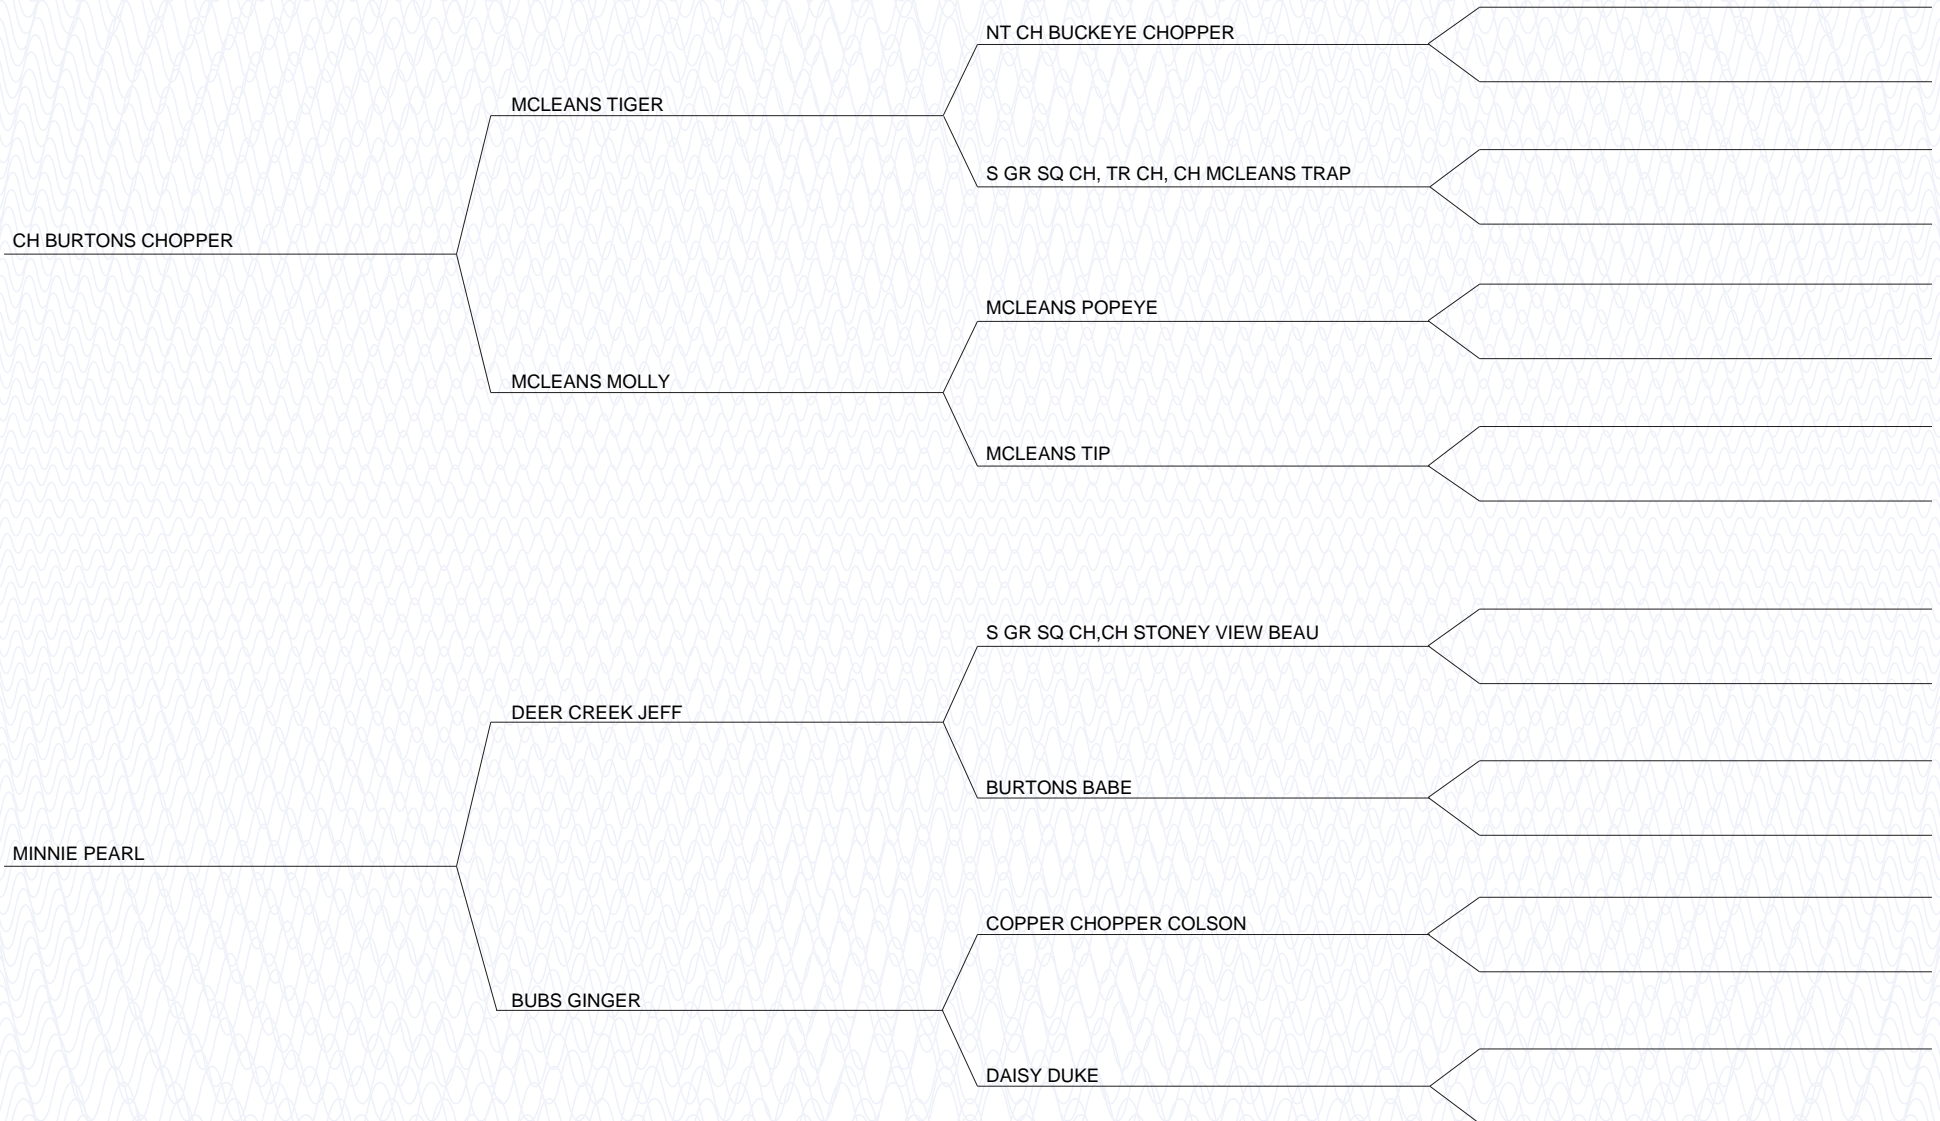 NT CH BUCKEYE CHOPPER
MCLEANS TIGER
S GR SQ CH, TR CH, CH MCLEANS TRAP
CH BURTONS CHOPPER
MCLEANS POPEYE
MCLEANS MOLLY
MCLEANS TIP
S GR SQ CH,CH STONEY VIEW BEAU
DEER CREEK JEFF
BURTONS BABE
MINNIE PEARL
COPPER CHOPPER COLSON
BUBS GINGER
DAISY DUKE